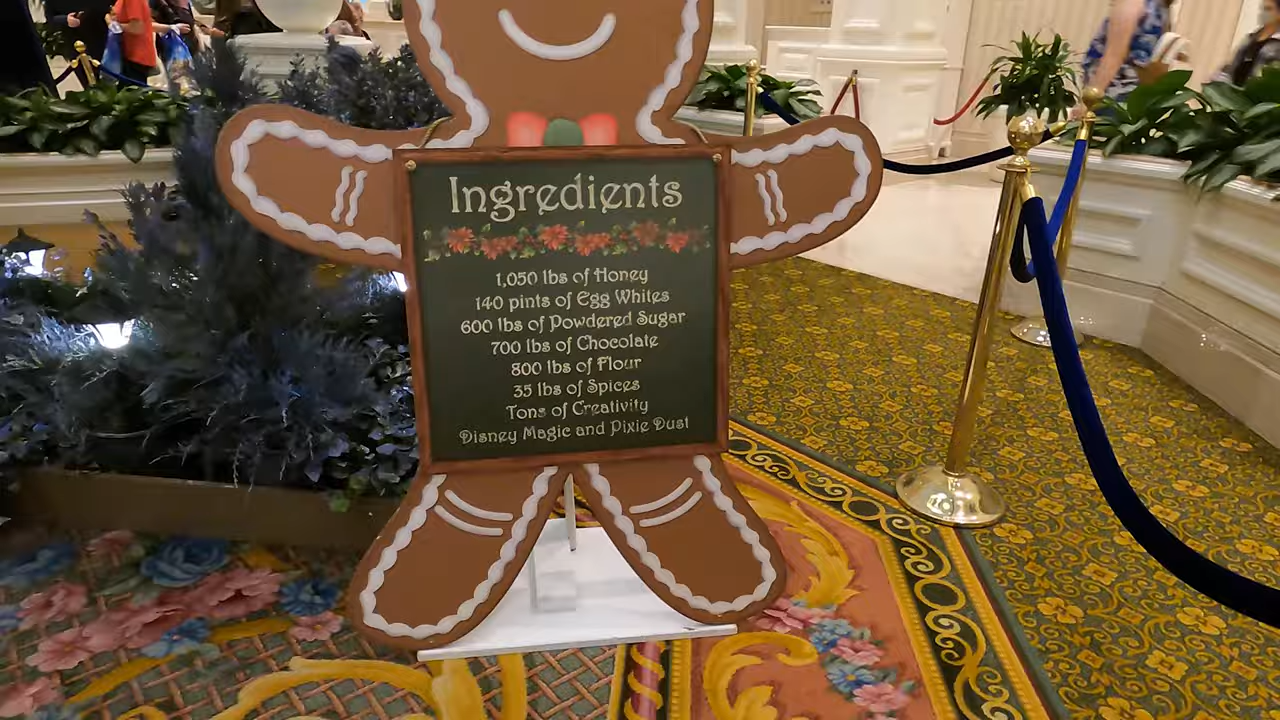 Ingredients
1,050 lbs of Honey
140 pints of Egg Whites
600 lbs of Powdered Sugar
700 lbs of Chocolate
800 lbs of Flour
35 lbs of Spices
Tons of Creativity
Disney Magic and Pixie Dust